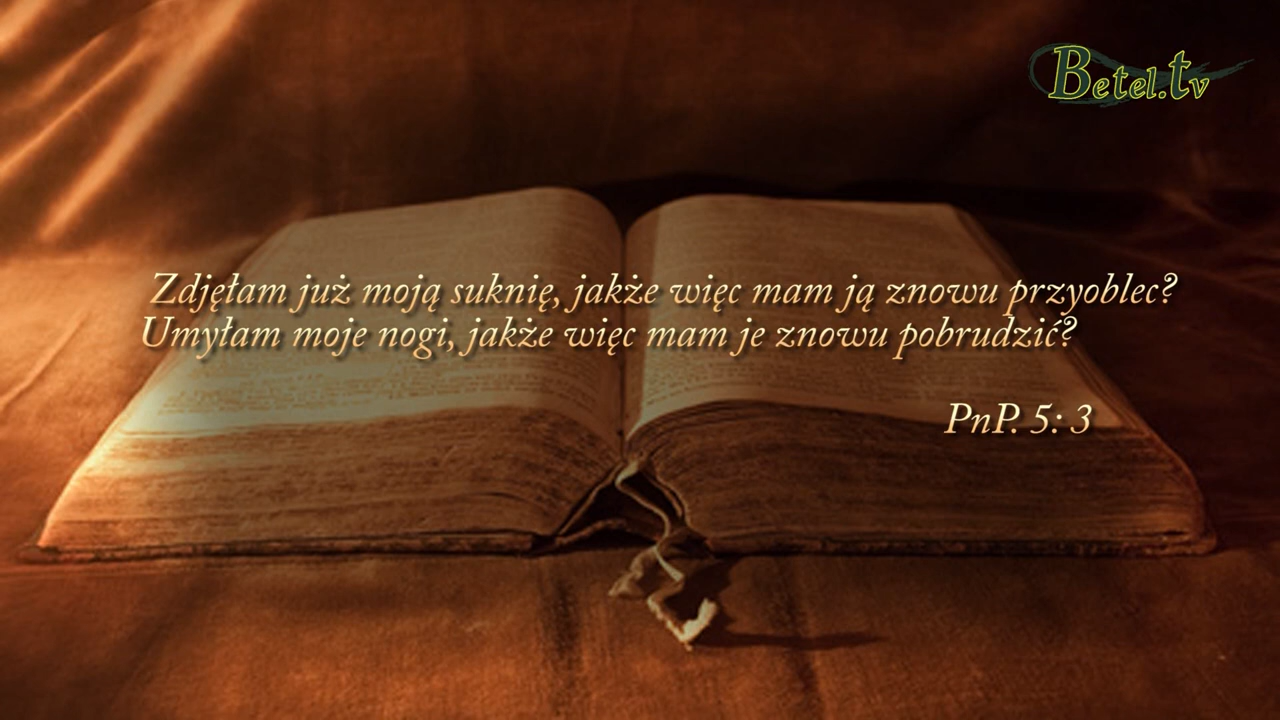 Betel.tv
Zdjęłam już moją suknię, jakże więc mam ją znowu przyoblec?
Umyłam moje nogi, jakże więc mam je znowu pobrudzić?
PnP. 5: 3